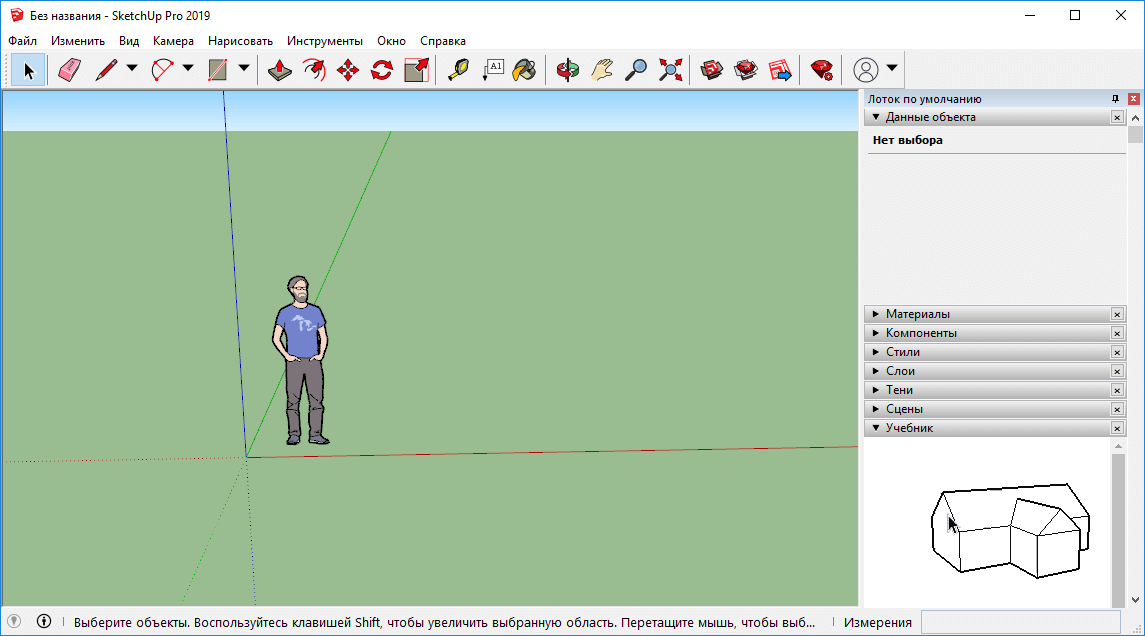 Без названия - SketchUp Pro 2019
Файл Изменить Вид Камера Нарисовать Инструменты Окно Справка
A1
Лоток по умолчанию
Данные объекта
Нет выбора
Материалы
Компоненты
Стили
Слои
Тени
Сцены
Учебник
Выберите объекты. Воспользуйтесь клавишей Shift, чтобы увеличить выбранную область. Перетащите мышь, чтобы выб... Измерения